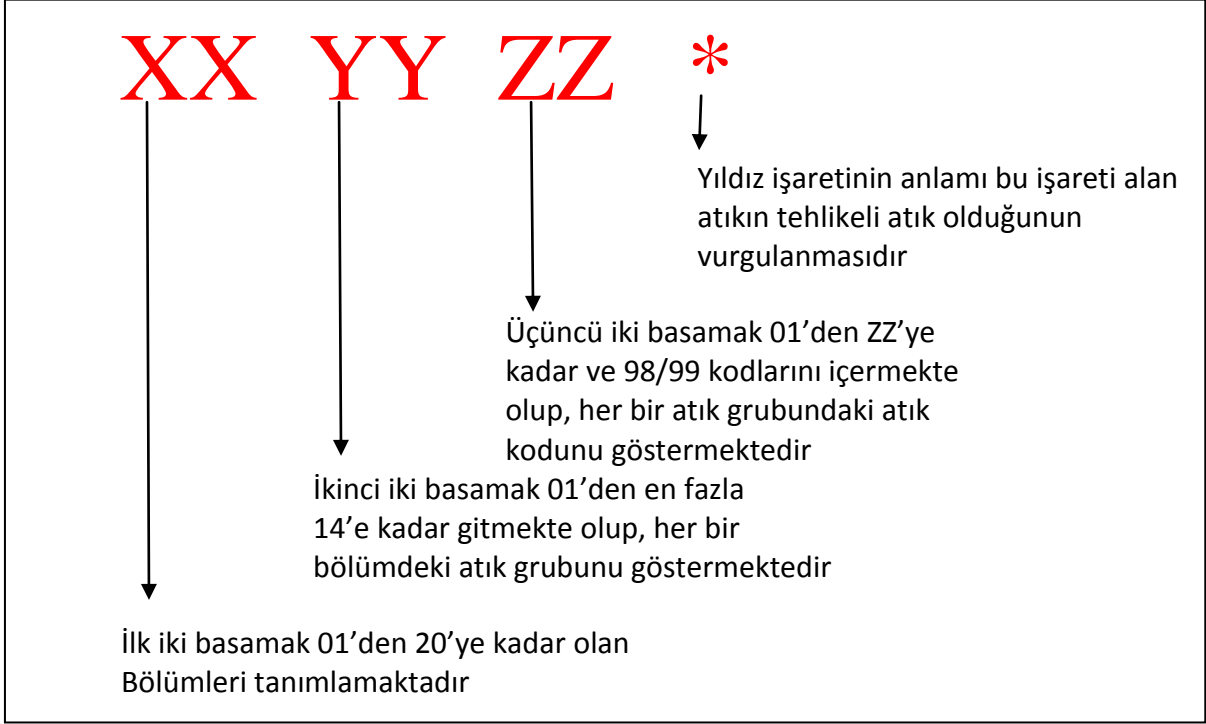 XX YY ZZ *
Yıldız işaretinin anlamı bu işareti alan
atıkın tehlikeli atık olduğunun
vurgulanmasıdır
Üçüncü iki basamak 01’den ZZ’ye
kadar ve 98/99 kodlarını içermekte
olup, her bir atık grubundaki atık
kodunu göstermektedir
İkinci iki basamak 01’den en fazla
14’e kadar gitmekte olup, her bir
bölümdeki atık grubunu göstermektedir
İlk iki basamak 01’den 20’ye kadar olan
Bölümleri tanımlamaktadır